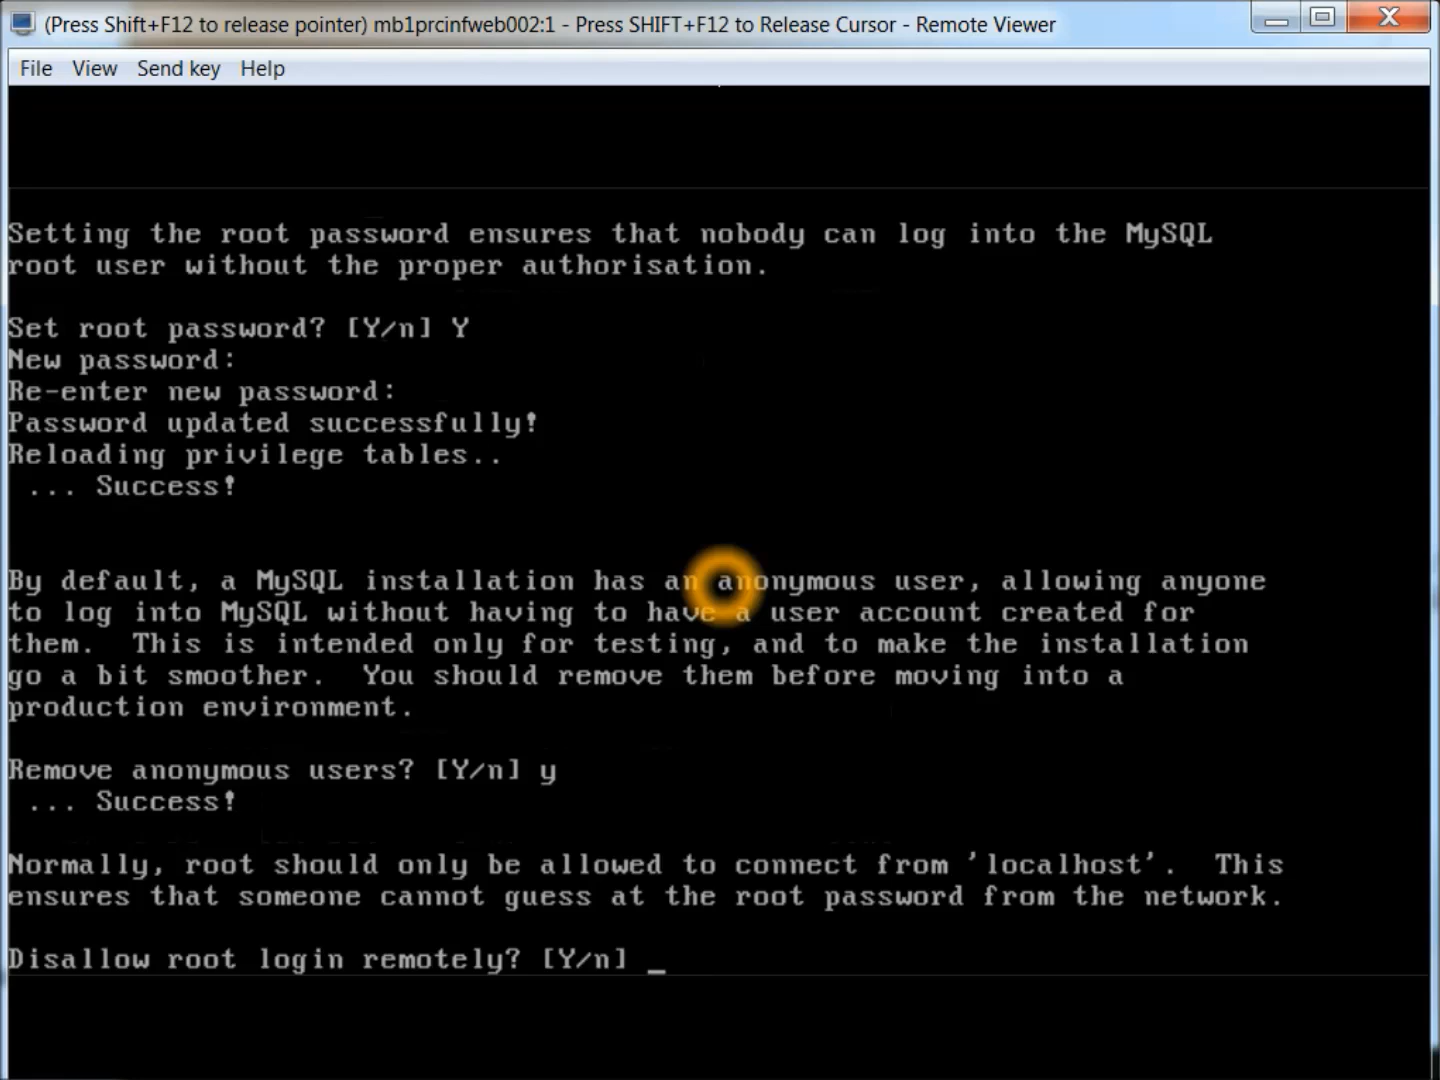 (Press Shift+F12 to release pointer) mb1prcinfweb002:1 - Press SHIFT+F12 to Release Cursor - Remote Viewer
File View Send key Help
Setting the root password ensures that nobody can log into the MySQL
root user without the proper authorisation.
Set root password? [Y/n] Y
New password:
Re-enter new password:
Password updated successfully!
Reloading privilege tables..
... Success!
By default, a MySQL installation has an anonymous user, allowing anyone
to log into MySQL without having to have a user account created for
them.  This is intended only for testing, and to make the installation
go a bit smoother.  You should remove them before moving into a
production environment.
Remove anonymous users? [Y/n] y
... Success!
Normally, root should only be allowed to connect from 'localhost'.  This
ensures that someone cannot guess at the root password from the network.
Disallow root login remotely? [Y/n] _